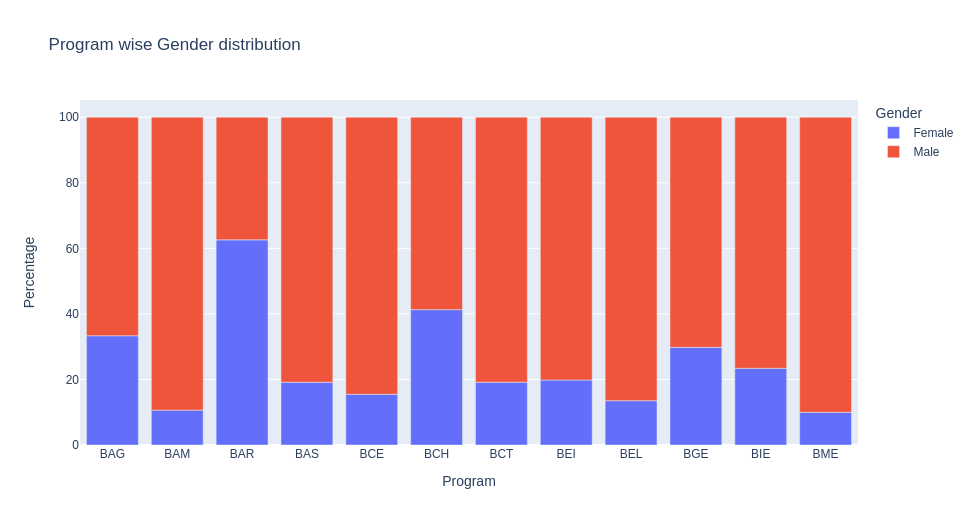 Program wise Gender distribution
Gender
Female
Male
100
80
60
40
20
0
Percentage
BAG BAM BAR BAS BCE BCH BCT BEI BEL BGE BIE BME
Program